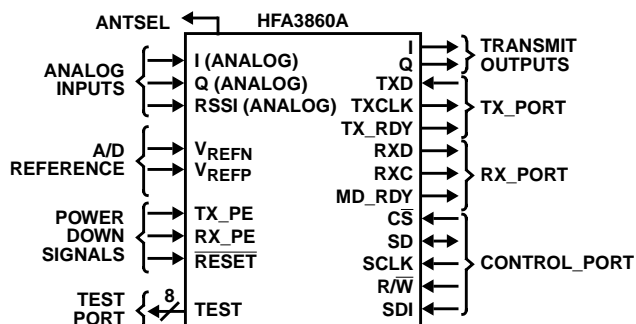 ANTSEL
HFA3860A
ANALOG
INPUTS
I (ANALOG)
Q (ANALOG)
RSSI (ANALOG)
A/D
REFERENCE
VREFN
VREFP
POWER
DOWN
SIGNALS
TX_PE
RX_PE
RESET
TEST
PORT
8
TEST
I
Q
TRANSMIT
OUTPUTS
TXD
TXCLK
TX_RDY
TX_PORT
RXD
RXC
MD_RDY
RX_PORT
CS
SD
SCLK
R/W
SDI
CONTROL_PORT